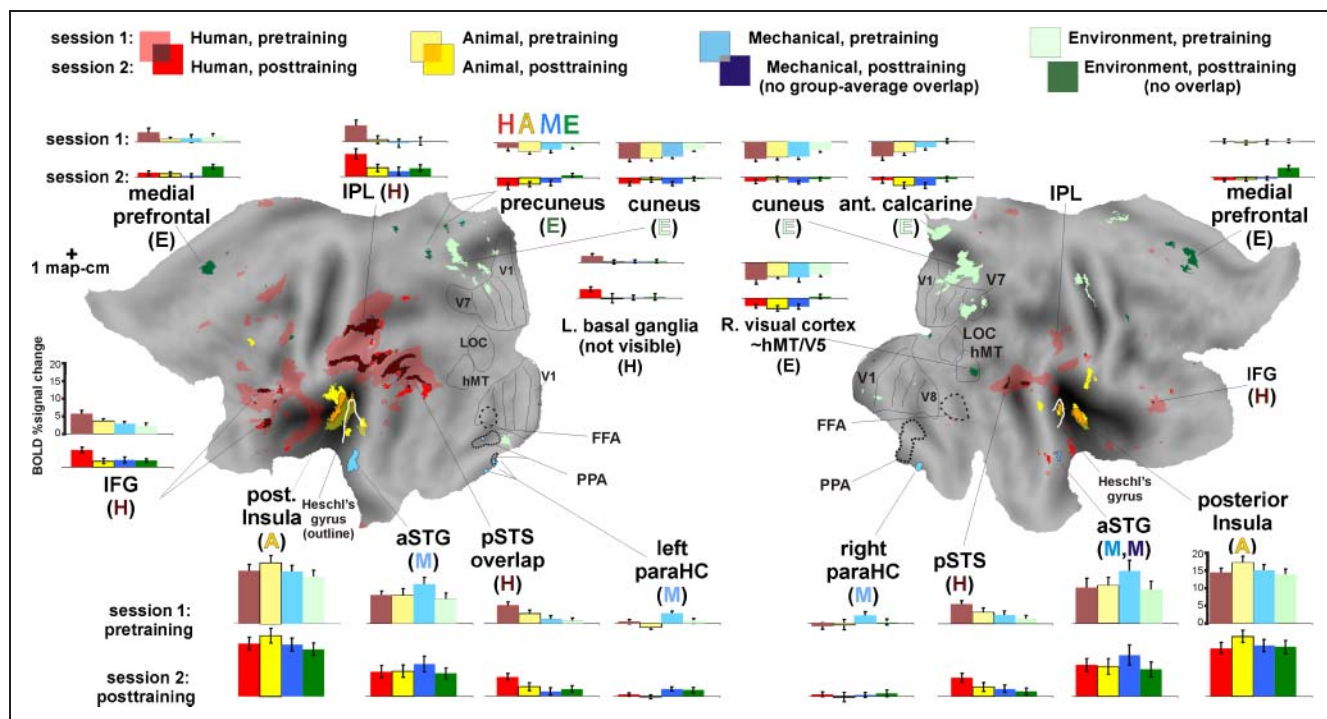 session 1:
Human, pretraining
Animal, pretraining
Mechanical, pretraining
Environment, pretraining
session 2:
Human, posttraining
Animal, posttraining
Mechanical, posttraining
(no group-average overlap)
Environment, posttraining
(no overlap)
session 1
session 2:
H A M E
medial
prefrontal
(E)
IPL (H)
precuneus
(E)
cuneus
(E)
cuneus
(E)
ant. calcarine
(E)
IPL
medial
prefrontal
(E)
+
1 map-cm
V1
V7
LOC
hMT
V1
L. basal ganglia
(not visible)
(H)
R. visual cortex
~hMT/V5
(E)
V1
V7
LOC
hMT
V1
V8
BOLD %signal change
20
15
10
5
0
IFG
(H)
FFA
PPA
FFA
PPA
IFG
(H)
post.
Insula
(A)
Heschl's
gyrus
(outline)
aSTG
(M)
pSTS
overlap
(H)
left
paraHC
(M)
right
paraHC
(M)
pSTS
(H)
Heschl's
gyrus
aSTG
(M,M)
posterior
Insula
(A)
20
15
10
5
0
session 1:
pretraining
session 2:
posttraining